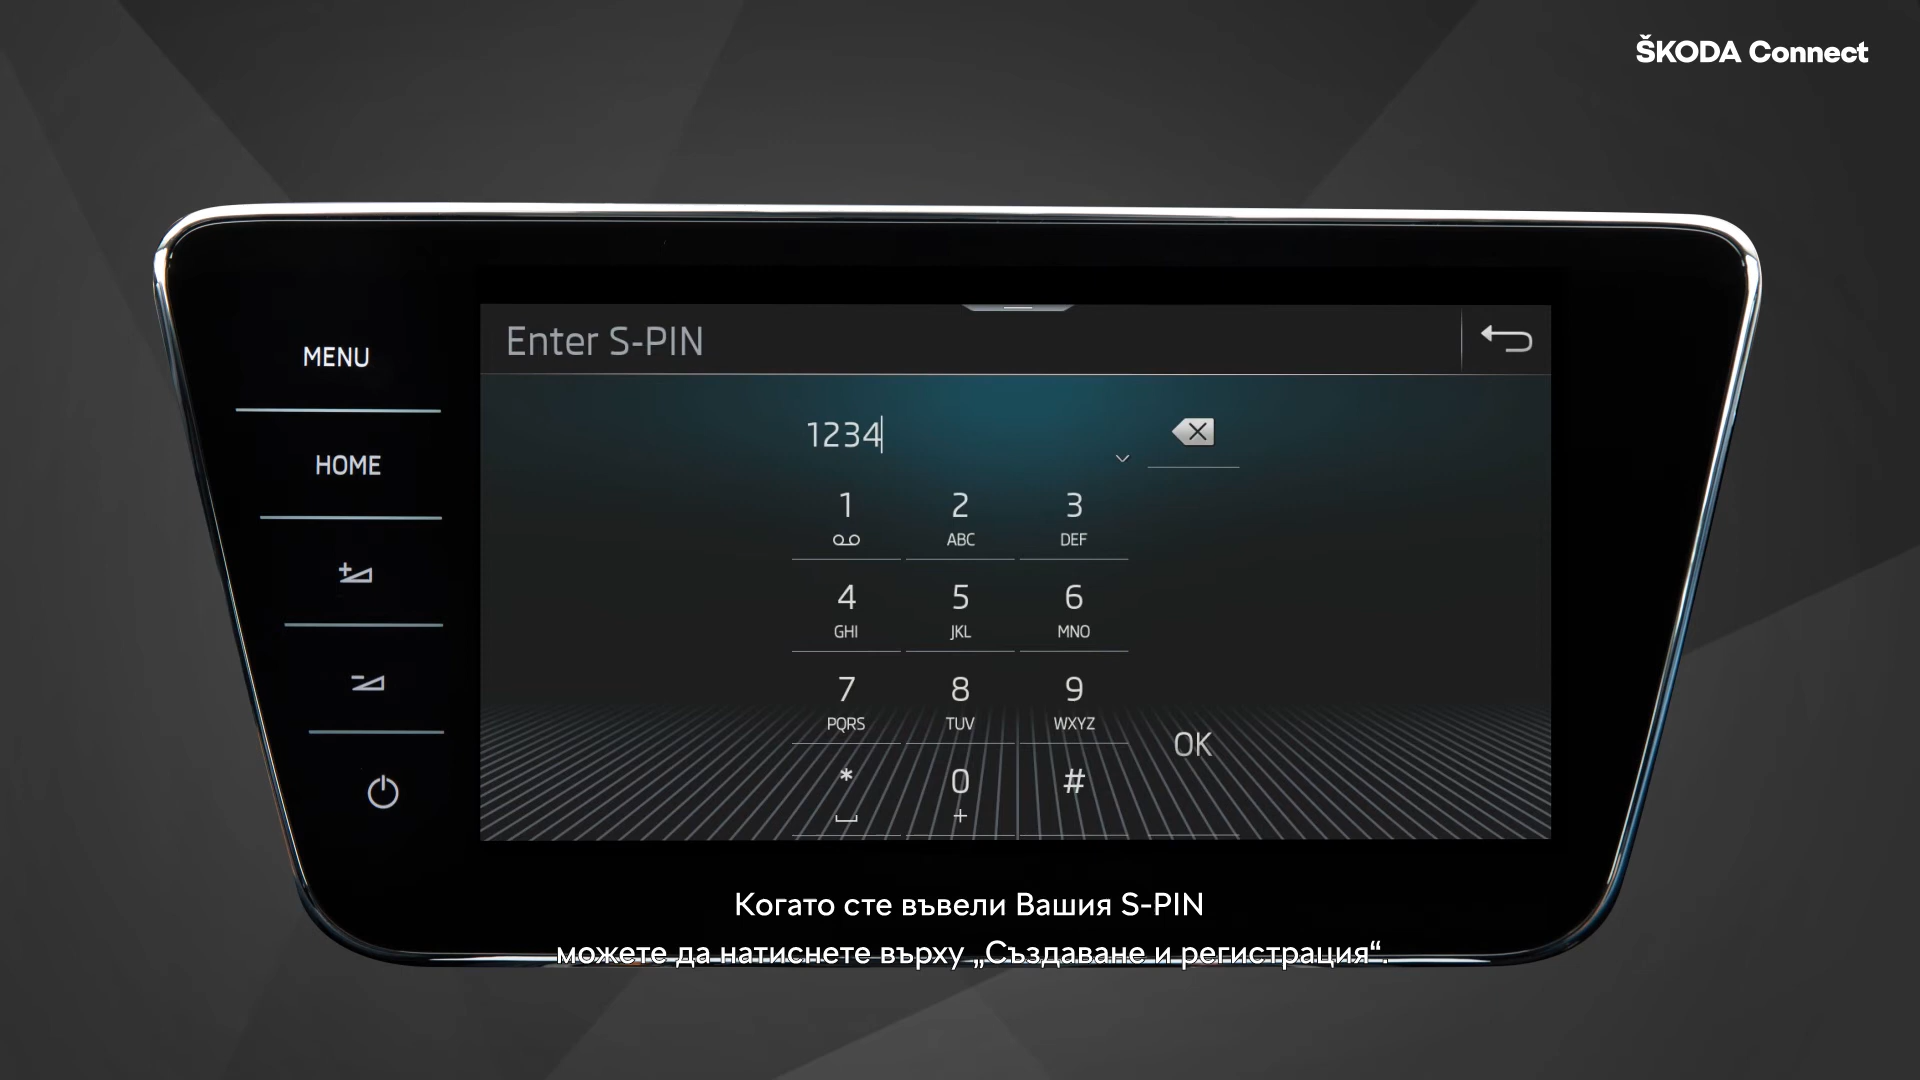 ŠKODA Connect
Enter S-PIN
MENU
1234
HOME
1 2 3
ABC DEF
4 5 6
GHI JKL MNO
7 8 9
PQRS TUV WXYZ
OK
* 0 #
+
Когато сте въвели Вашия S-PIN
можете да натиснете върху „Създаване и регистрация“.